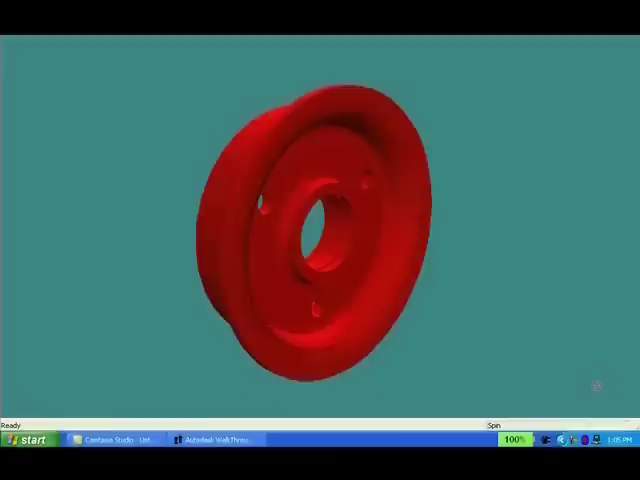 Ready
Spin
start
Camtasia Studio - Unt...
Autodesk WalkThrou...
100%
1:05 PM